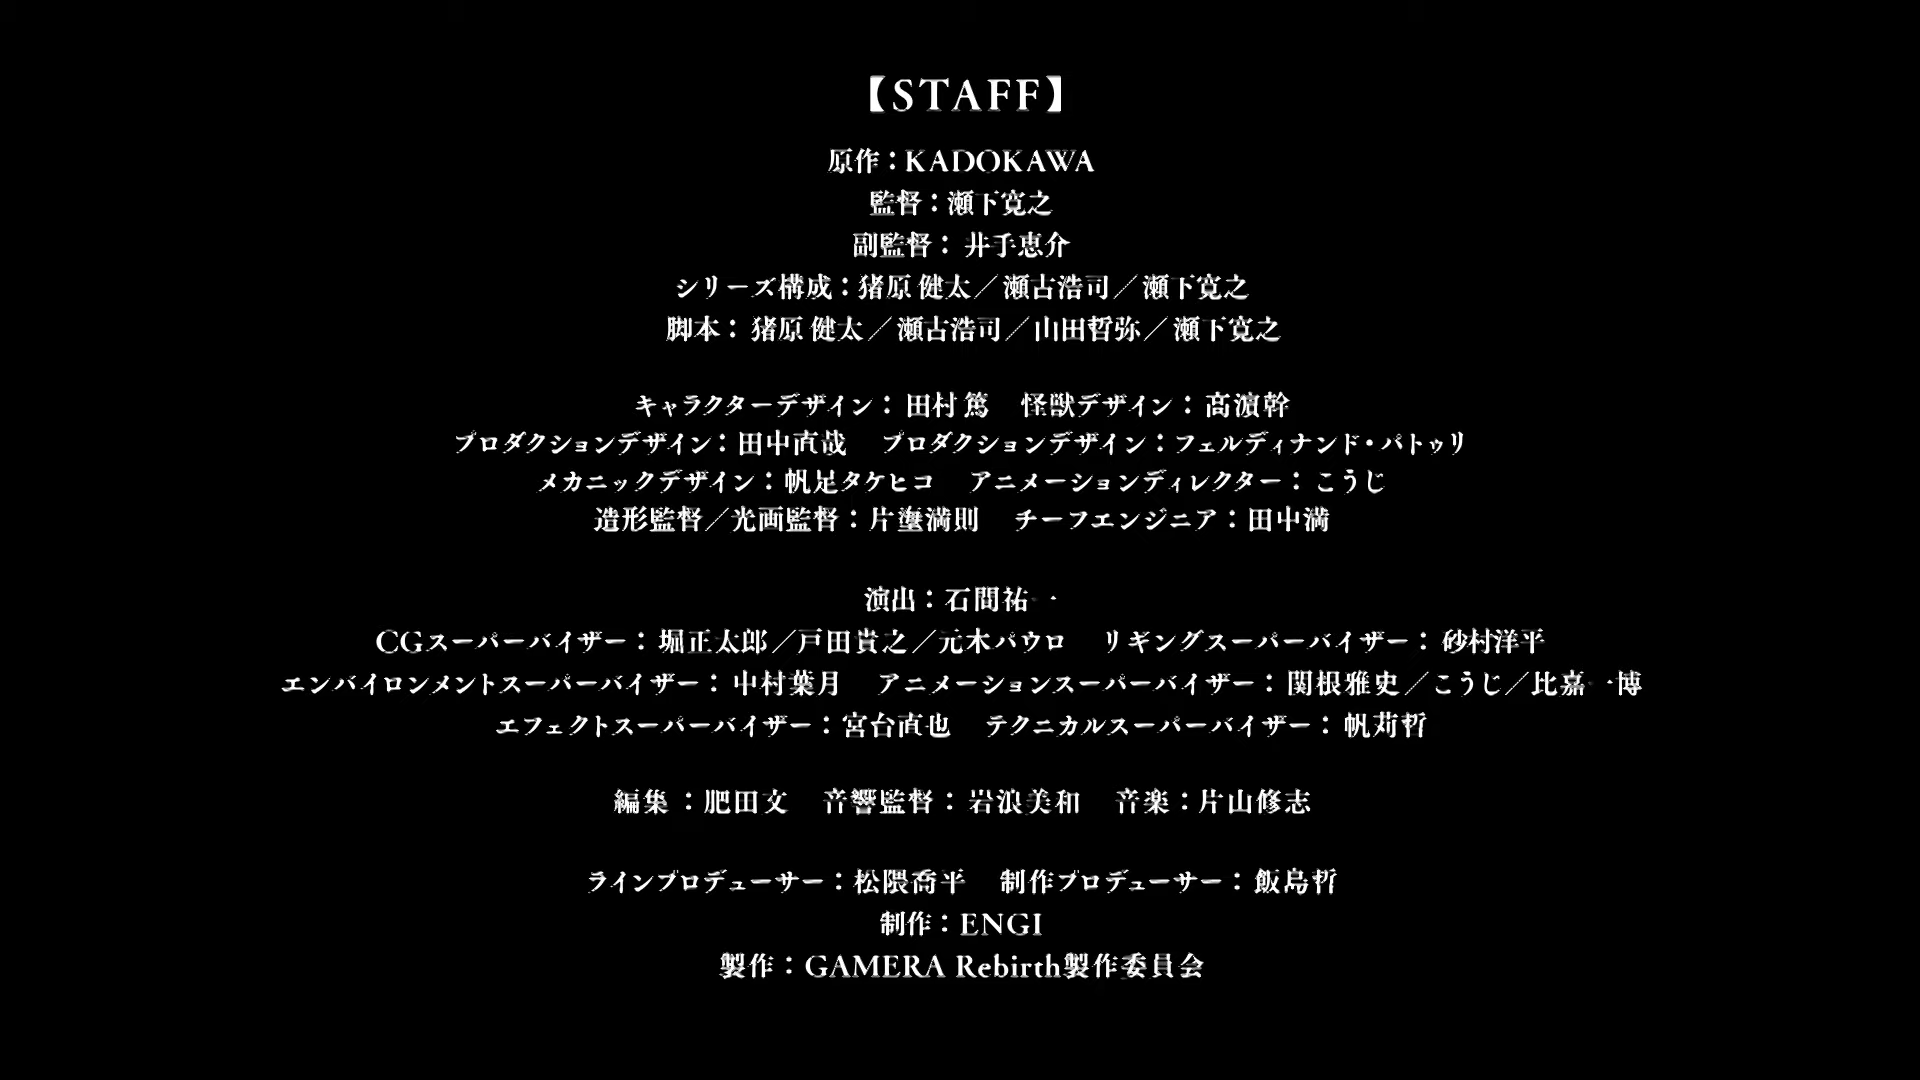 【STAFF】
原作：KADOKAWA
監督：瀬下寛之
副監督：井手恵介
シリーズ構成：猪原健太／瀬古浩司／瀬下寛之
脚本：猪原健太／瀬古浩司／山田哲弥／瀬下寛之
キャラクターデザイン：田村篤　怪獣デザイン：高濵幹
プロダクションデザイン：田中直哉　プロダクションデザイン：フェルディナンド・パトゥリ
メカニックデザイン：帆足タケヒコ　アニメーションディレクター：こうじ
造形監督／光画監督：片塰満則　チーフエンジニア：田中満
演出：石間祐一
CGスーパーバイザー：堀正太郎／戸田貴之／元木パウロ　リギングスーパーバイザー：砂村洋平
エンバイロンメントスーパーバイザー：中村葉月　アニメーションスーパーバイザー：関根雅史／こうじ／比嘉一博
エフェクトスーパーバイザー：宮台直也　テクニカルスーパーバイザー：帆苅哲
編集：肥田文　音響監督：岩浪美和　音楽：片山修志
ラインプロデューサー：松隈喬平　制作プロデューサー：飯島哲
制作：ENGI
製作：GAMERA Rebirth製作委員会